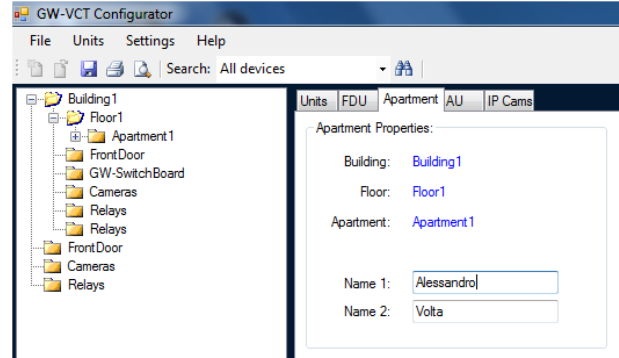 GW-VCT Configurator
File Units Settings Help
Search: All devices
Building1
Floor1
Apartment1
FrontDoor
GW-SwitchBoard
Cameras
Relays
Relays
FrontDoor
Cameras
Relays
Units FDU Apartment AU IP Cams
Apartment Properties:
Building: Building1
Floor: Floor1
Apartment: Apartment1
Name 1: Alessandro
Name 2: Volta